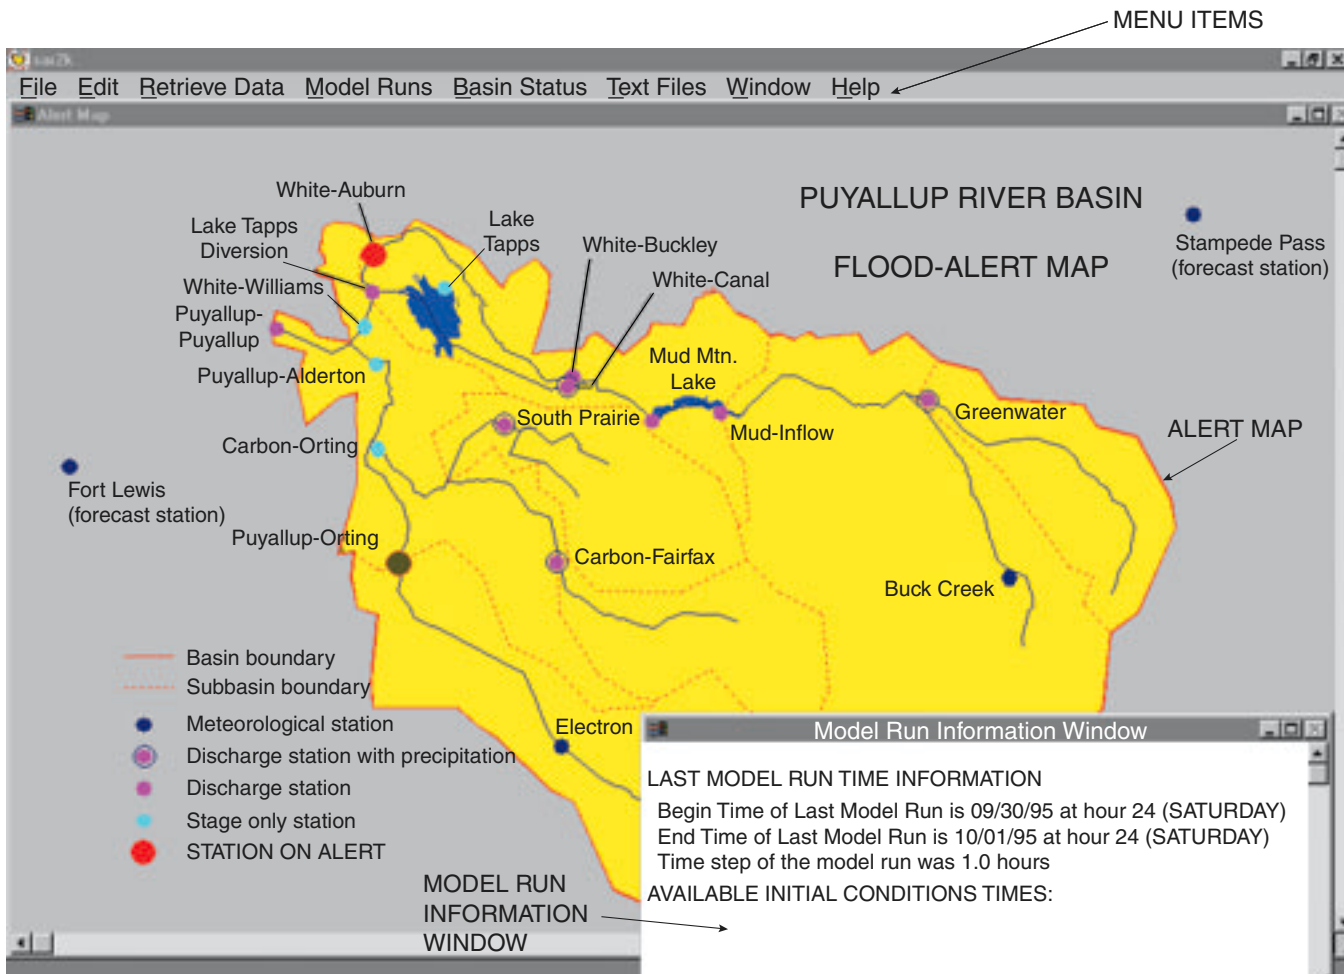 MENU ITEMS
sai2k
File Edit Retrieve Data Model Runs Basin Status Text Files Window Help
Alert Map
White-Auburn
Lake Tapps
Diversion
White-Williams
Puyallup-
Puyallup
Puyallup-Alderton
Lake
Tapps
White-Buckley
White-Canal
PUYALLUP RIVER BASIN
FLOOD-ALERT MAP
Stampede Pass
(forecast station)
Mud Mtn.
Lake
South Prairie
Mud-Inflow
Greenwater
ALERT MAP
Carbon-Orting
Fort Lewis
(forecast station)
Puyallup-Orting
Carbon-Fairfax
Buck Creek
Basin boundary
Subbasin boundary
Meteorological station
Discharge station with precipitation
Discharge station
Stage only station
STATION ON ALERT
Electron
Model Run Information Window
LAST MODEL RUN TIME INFORMATION
Begin Time of Last Model Run is 09/30/95 at hour 24 (SATURDAY)
End Time of Last Model Run is 10/01/95 at hour 24 (SATURDAY)
Time step of the model run was 1.0 hours
AVAILABLE INITIAL CONDITIONS TIMES:
MODEL RUN
INFORMATION
WINDOW